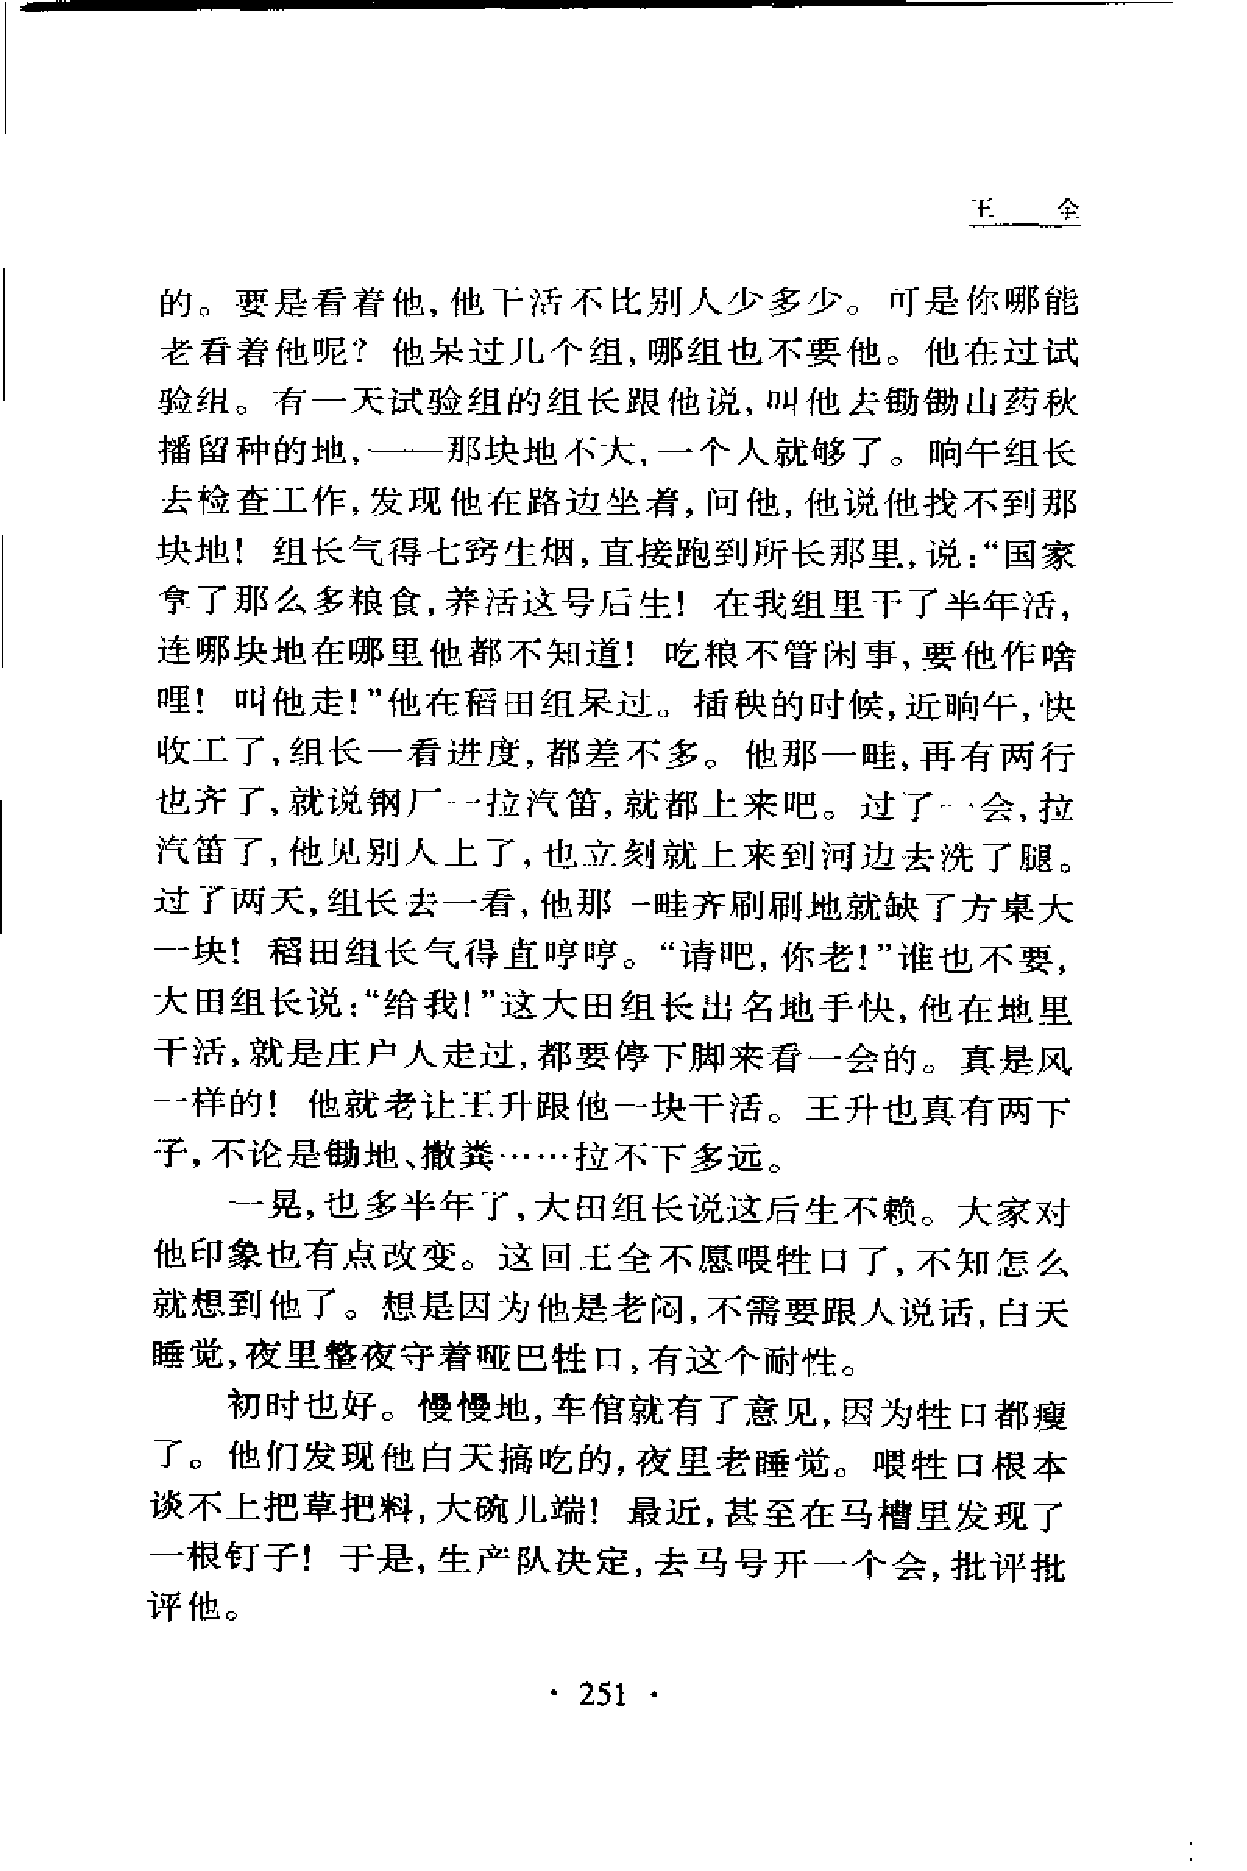 王　　全
的。要是看着他,他干活不比别人少多少。可是你哪能
老看着他呢?他呆过几个组,哪组也不要他。他在过试
验组。有一天试验组的组长跟他说,叫他去锄锄山药秋
播留种的地,——那块地不大,一个人就够了。晌午组长
去检查工作,发现他在路边坐着,问他,他说他找不到那
块地!组长气得七窍生烟,直接跑到所长那里,说:“国家
拿了那么多粮食,养活这号后生!在我组里干了半年活,
连哪块地在哪里他都不知道!吃粮不管闲事,要他作啥
哩!叫他走!”他在稻田组呆过。插秧的时候,近晌午,快
收工了,组长一看进度,都差不多。他那一畦,再有两行
也齐了,就说钢厂一拉汽笛,就都上来吧。过了一会,拉
汽笛了,他见别人上了,也立刻就上来到河边去洗了腿。
过了两天,组长去一看,他那一畦齐刷刷地就缺了方桌大
一块!稻田组长气得直哼哼。“请吧,你老!”谁也不要,
大田组长说:“给我!”这大田组长出名地手快,他在地里
干活,就是庄户人走过,都要停下脚来看一会的。真是风
一样的!他就老让王升跟他一块干活。王升也真有两下
子,不论是锄地、撒粪……拉不下多远。
一晃,也多半年了,大田组长说这后生不赖。大家对
他印象也有点改变。这回王全不愿喂牲口了,不知怎么
就想到他了。想是因为他是老闷,不需要跟人说话,白天
睡觉,夜里整夜守着哑巴牲口,有这个耐性。
初时也好。慢慢地,车倌就有了意见,因为牲口都瘦
了。他们发现他白天搞吃的,夜里老睡觉。喂牲口根本
谈不上把草把料,大碗儿端!最近,甚至在马槽里发现了
一根钉子!于是,生产队决定,去马号开一个会,批评批
评他。
· 251 ·